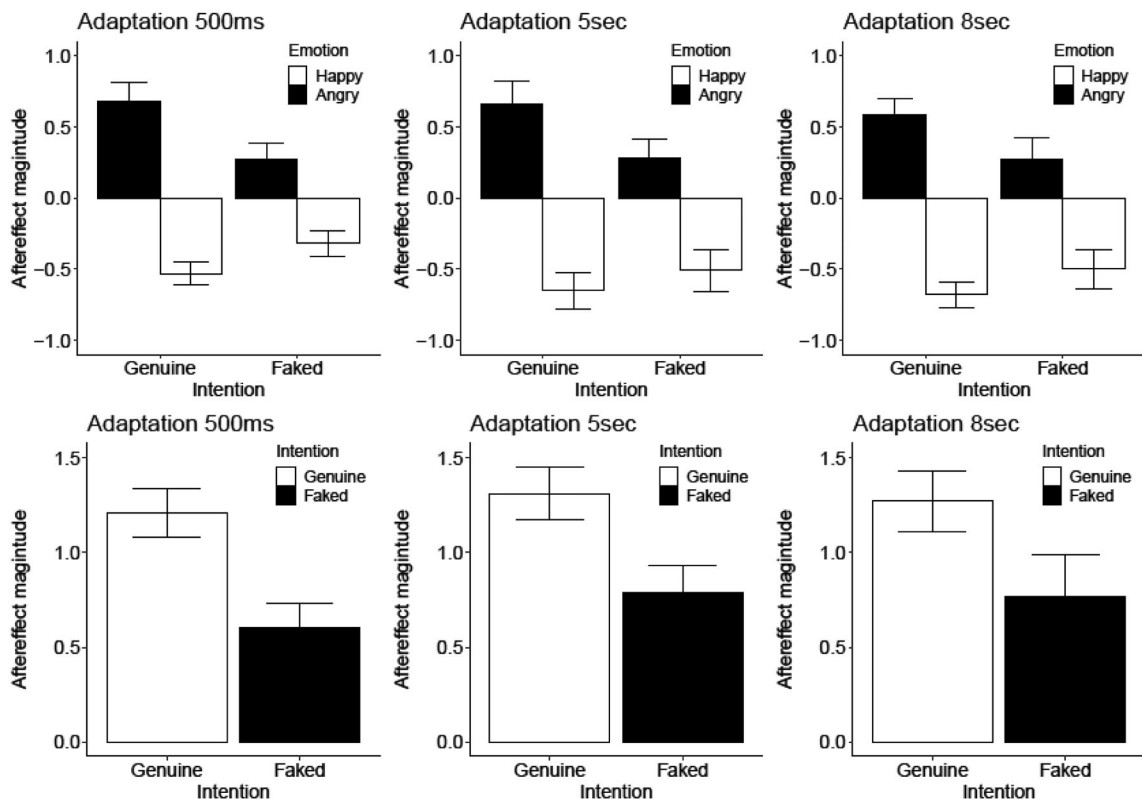 Adaptation 500ms
Aftereffect magintude
1.0
0.5
0.0
−0.5
−1.0
Emotion
Happy
Angry
Genuine
Faked
Intention
Adaptation 5sec
Aftereffect magintude
1.0
0.5
0.0
−0.5
−1.0
Emotion
Happy
Angry
Genuine
Faked
Intention
Adaptation 8sec
Aftereffect magintude
1.0
0.5
0.0
−0.5
−1.0
Emotion
Happy
Angry
Genuine
Faked
Intention
Adaptation 500ms
Aftereffect magintude
1.5
1.0
0.5
0.0
Intention
Genuine
Faked
Genuine
Faked
Intention
Adaptation 5sec
Aftereffect magintude
1.5
1.0
0.5
0.0
Intention
Genuine
Faked
Genuine
Faked
Intention
Adaptation 8sec
Aftereffect magintude
1.5
1.0
0.5
0.0
Intention
Genuine
Faked
Genuine
Faked
Intention